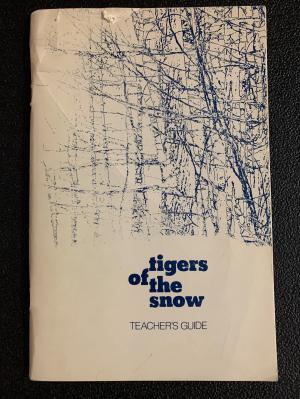 tigers
of the
snow
TEACHER'S GUIDE